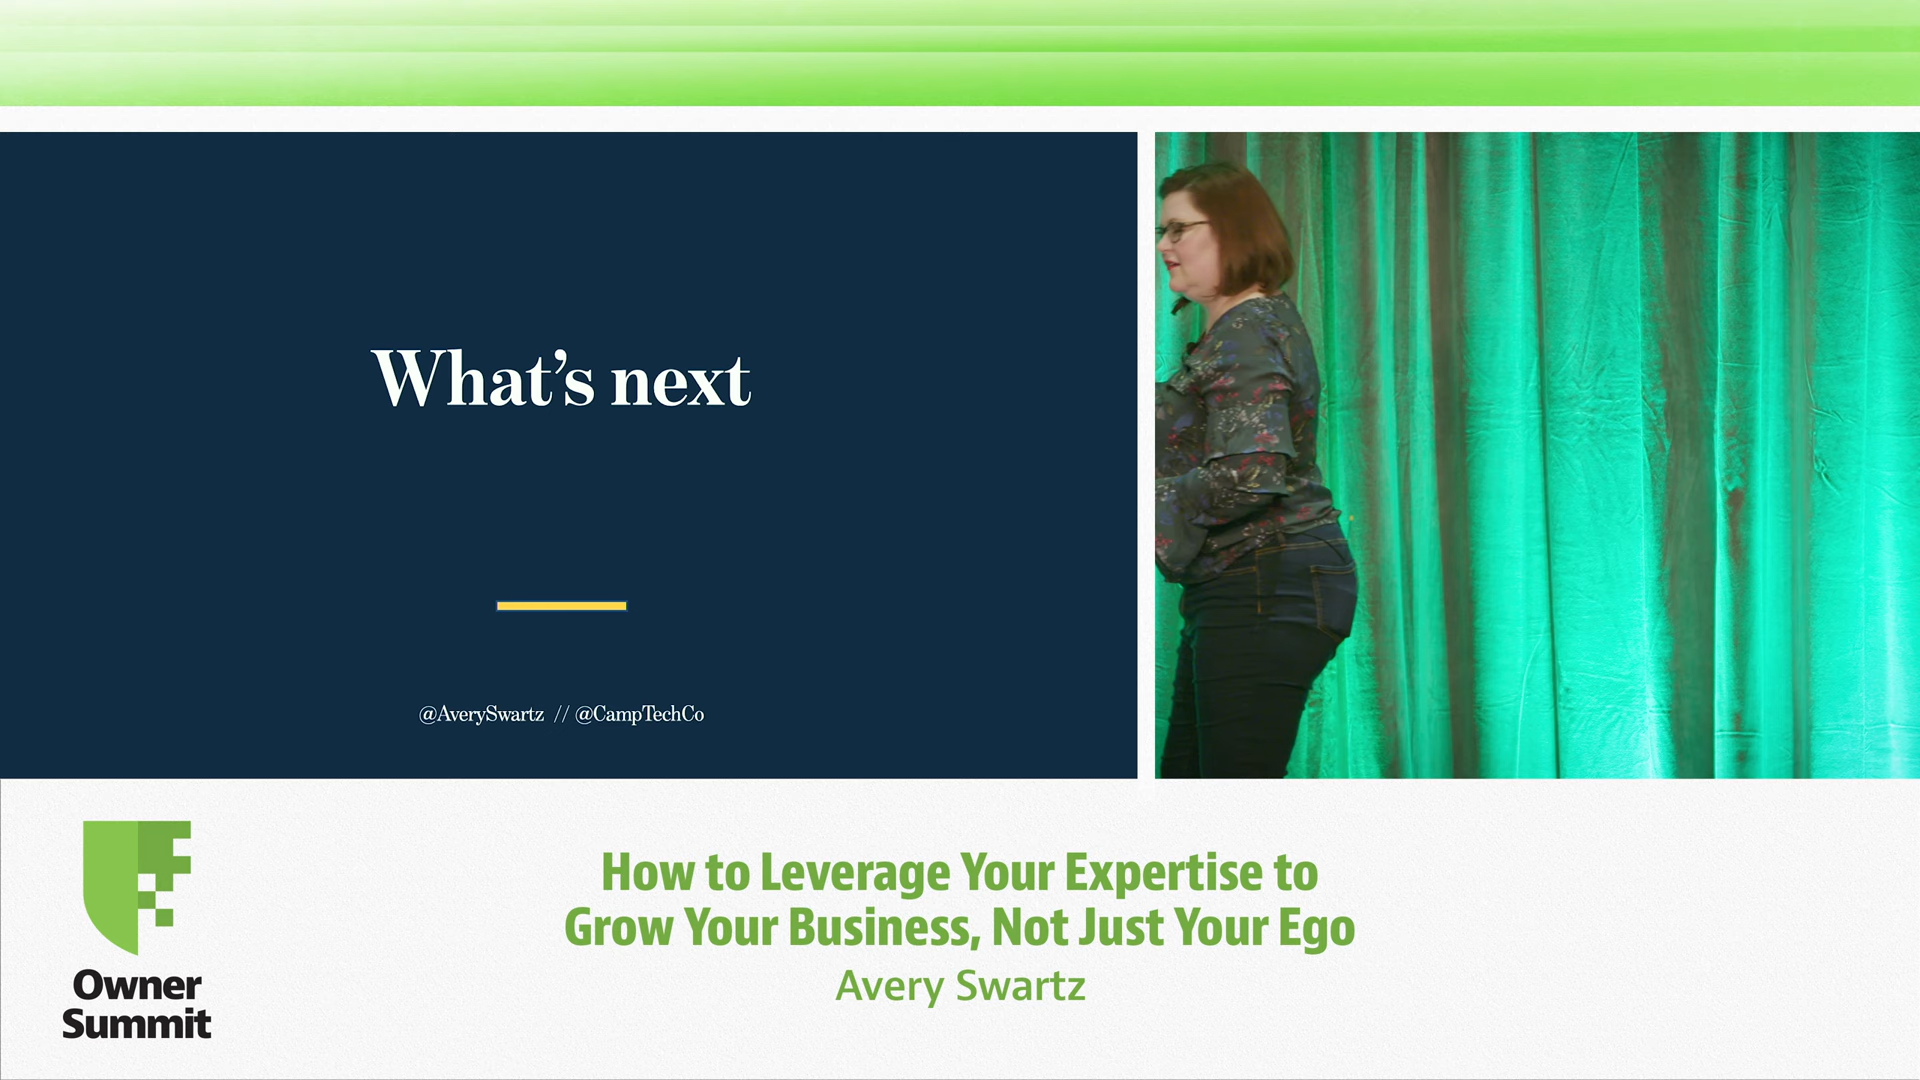 What's next
@AverySwartz // @CampTechCo
How to Leverage Your Expertise to
Grow Your Business, Not Just Your Ego
Avery Swartz
Owner
Summit